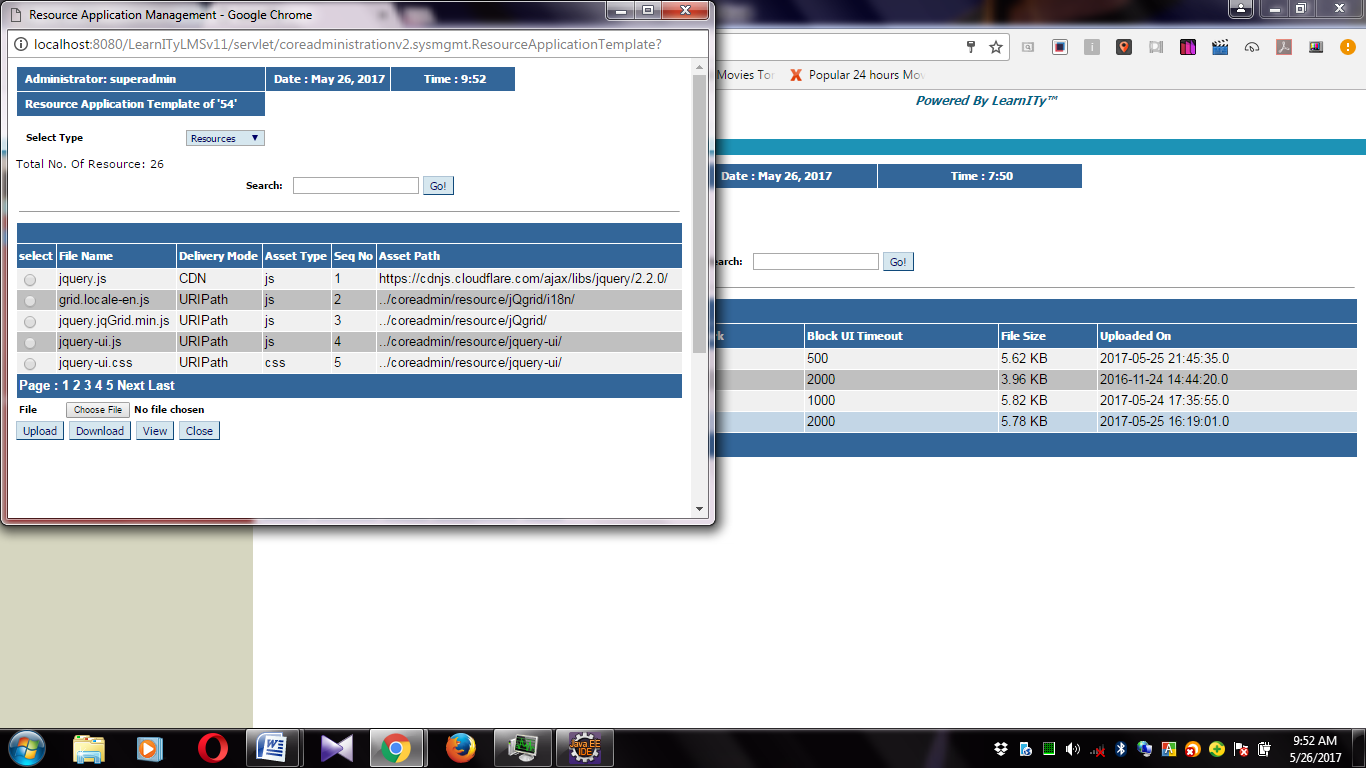 Resource Application Management - Google Chrome
localhost:8080/LearnITyLMSv11/servlet/coreadministrationv2.sysmgmt.ResourceApplicationTemplate?
Administrator: superadmin Date : May 26, 2017 Time : 9:52
Resource Application Template of '54'
Select Type Resources
Total No. Of Resource: 26
Search: Go!
select File Name Delivery Mode Asset Type Seq No Asset Path
jquery.js CDN js 1 https://cdnjs.cloudflare.com/ajax/libs/jquery/2.2.0/
grid.locale-en.js URIPath js 2 ../coreadmin/resource/jQgrid/i18n/
jquery.jqGrid.min.js URIPath js 3 ../coreadmin/resource/jQgrid/
jquery-ui.js URIPath js 4 ../coreadmin/resource/jquery-ui/
jquery-ui.css URIPath css 5 ../coreadmin/resource/jquery-ui/
Page : 1 2 3 4 5 Next Last
File Choose File No file chosen
Upload Download View Close
Movies Tor Popular 24 hours Mov
Powered By LearnITy™
Date : May 26, 2017 Time : 7:50
earch: Go!
Block UI Timeout File Size Uploaded On
500 5.62 KB 2017-05-25 21:45:35.0
2000 3.96 KB 2016-11-24 14:44:20.0
1000 5.82 KB 2017-05-24 17:35:55.0
2000 5.78 KB 2017-05-25 16:19:01.0
Java EE
IDE
9:52 AM
5/26/2017